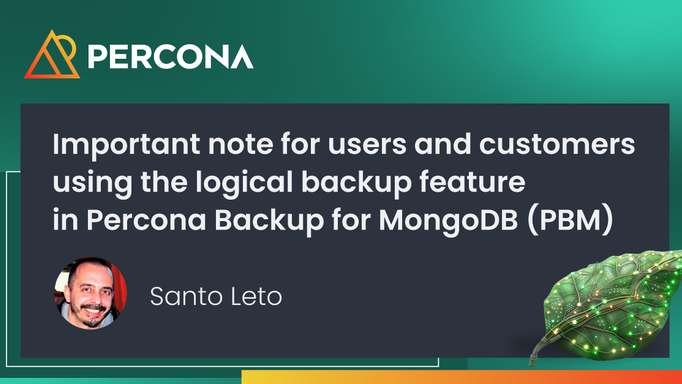 PERCONA
Important note for users and customers
using the logical backup feature
in Percona Backup for MongoDB (PBM)
Santo Leto